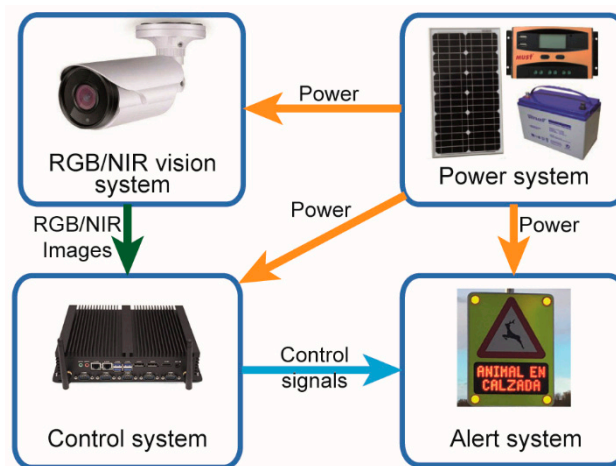 Power
RGB/NIR vision
system
Power system
RGB/NIR
Images
Power
Power
ANIMAL EN
CALZADA
Control
signals
Control system
Alert system